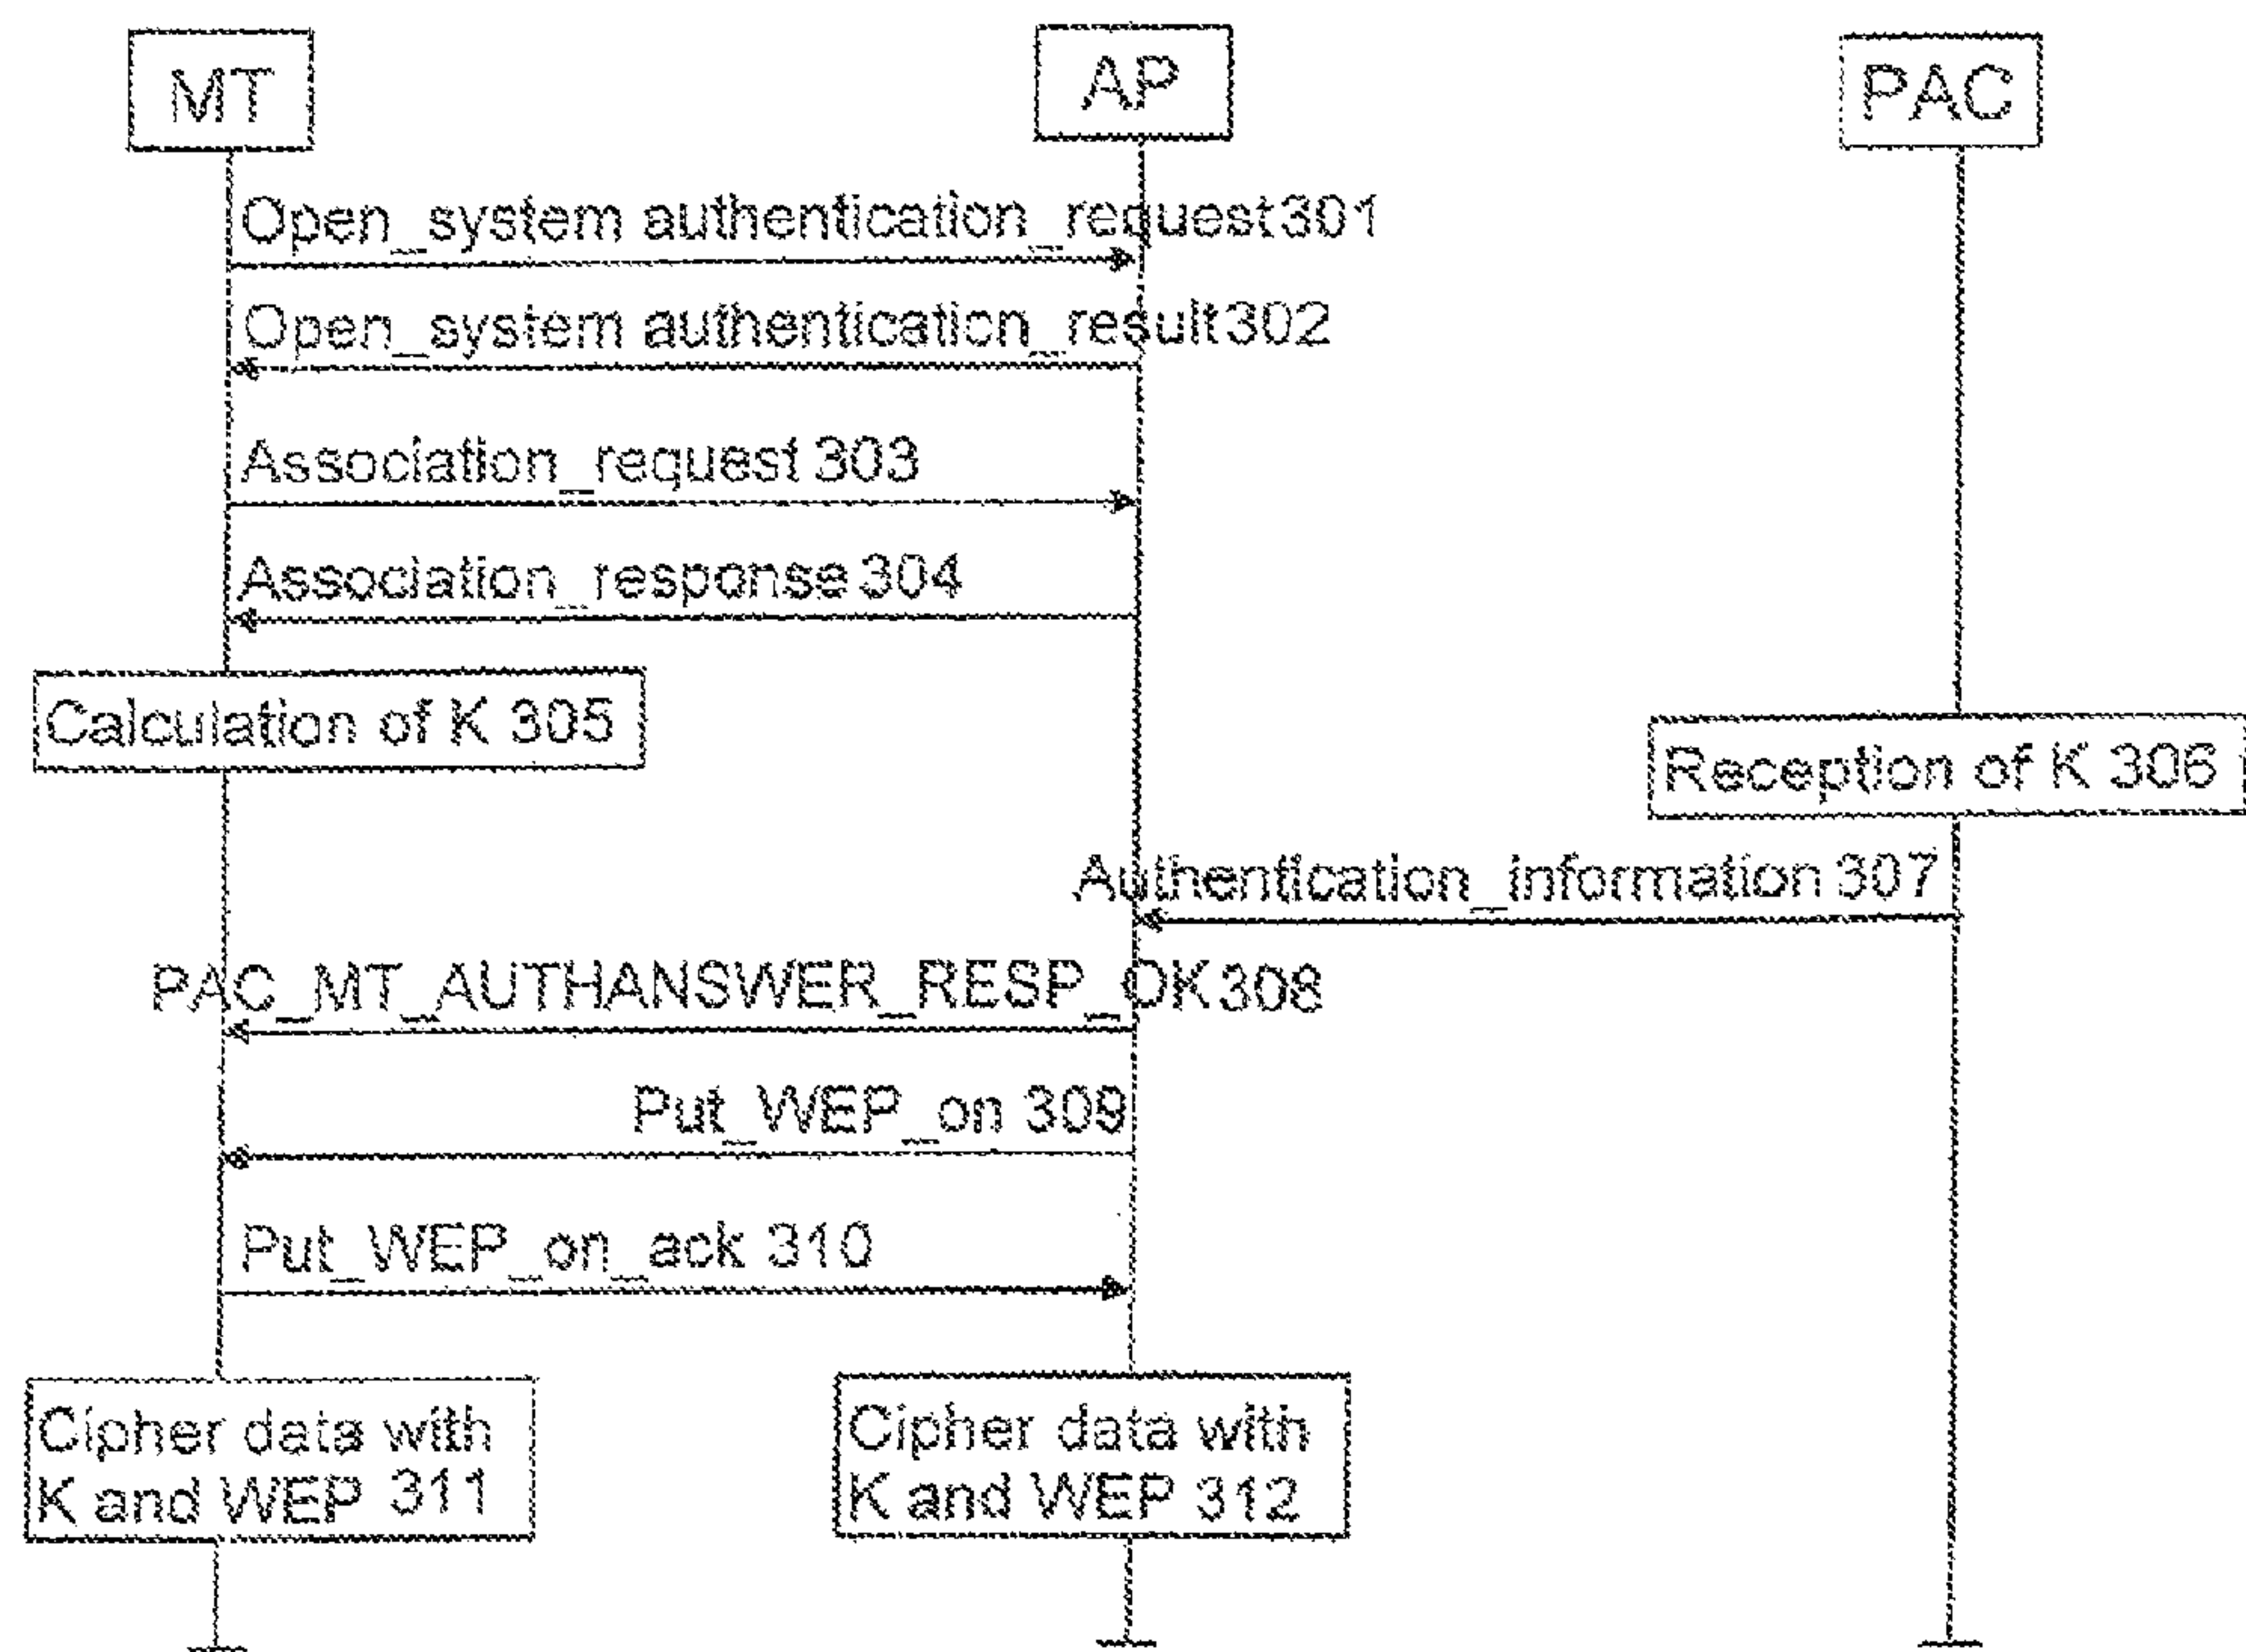 MT
AP
PAC
Open_system authentication_request 301
Open_system authentication_result 302
Association_request 303
Association_response 304
Calculation of K 305
Reception of K 306
Authentication_information 307
PAC_MT_AUTHANSWER_RESP_OK 308
Put_WEP_on 309
Put_WEP_on_ack 310
Cipher data with
K and WEP 311
Cipher data with
K and WEP 312